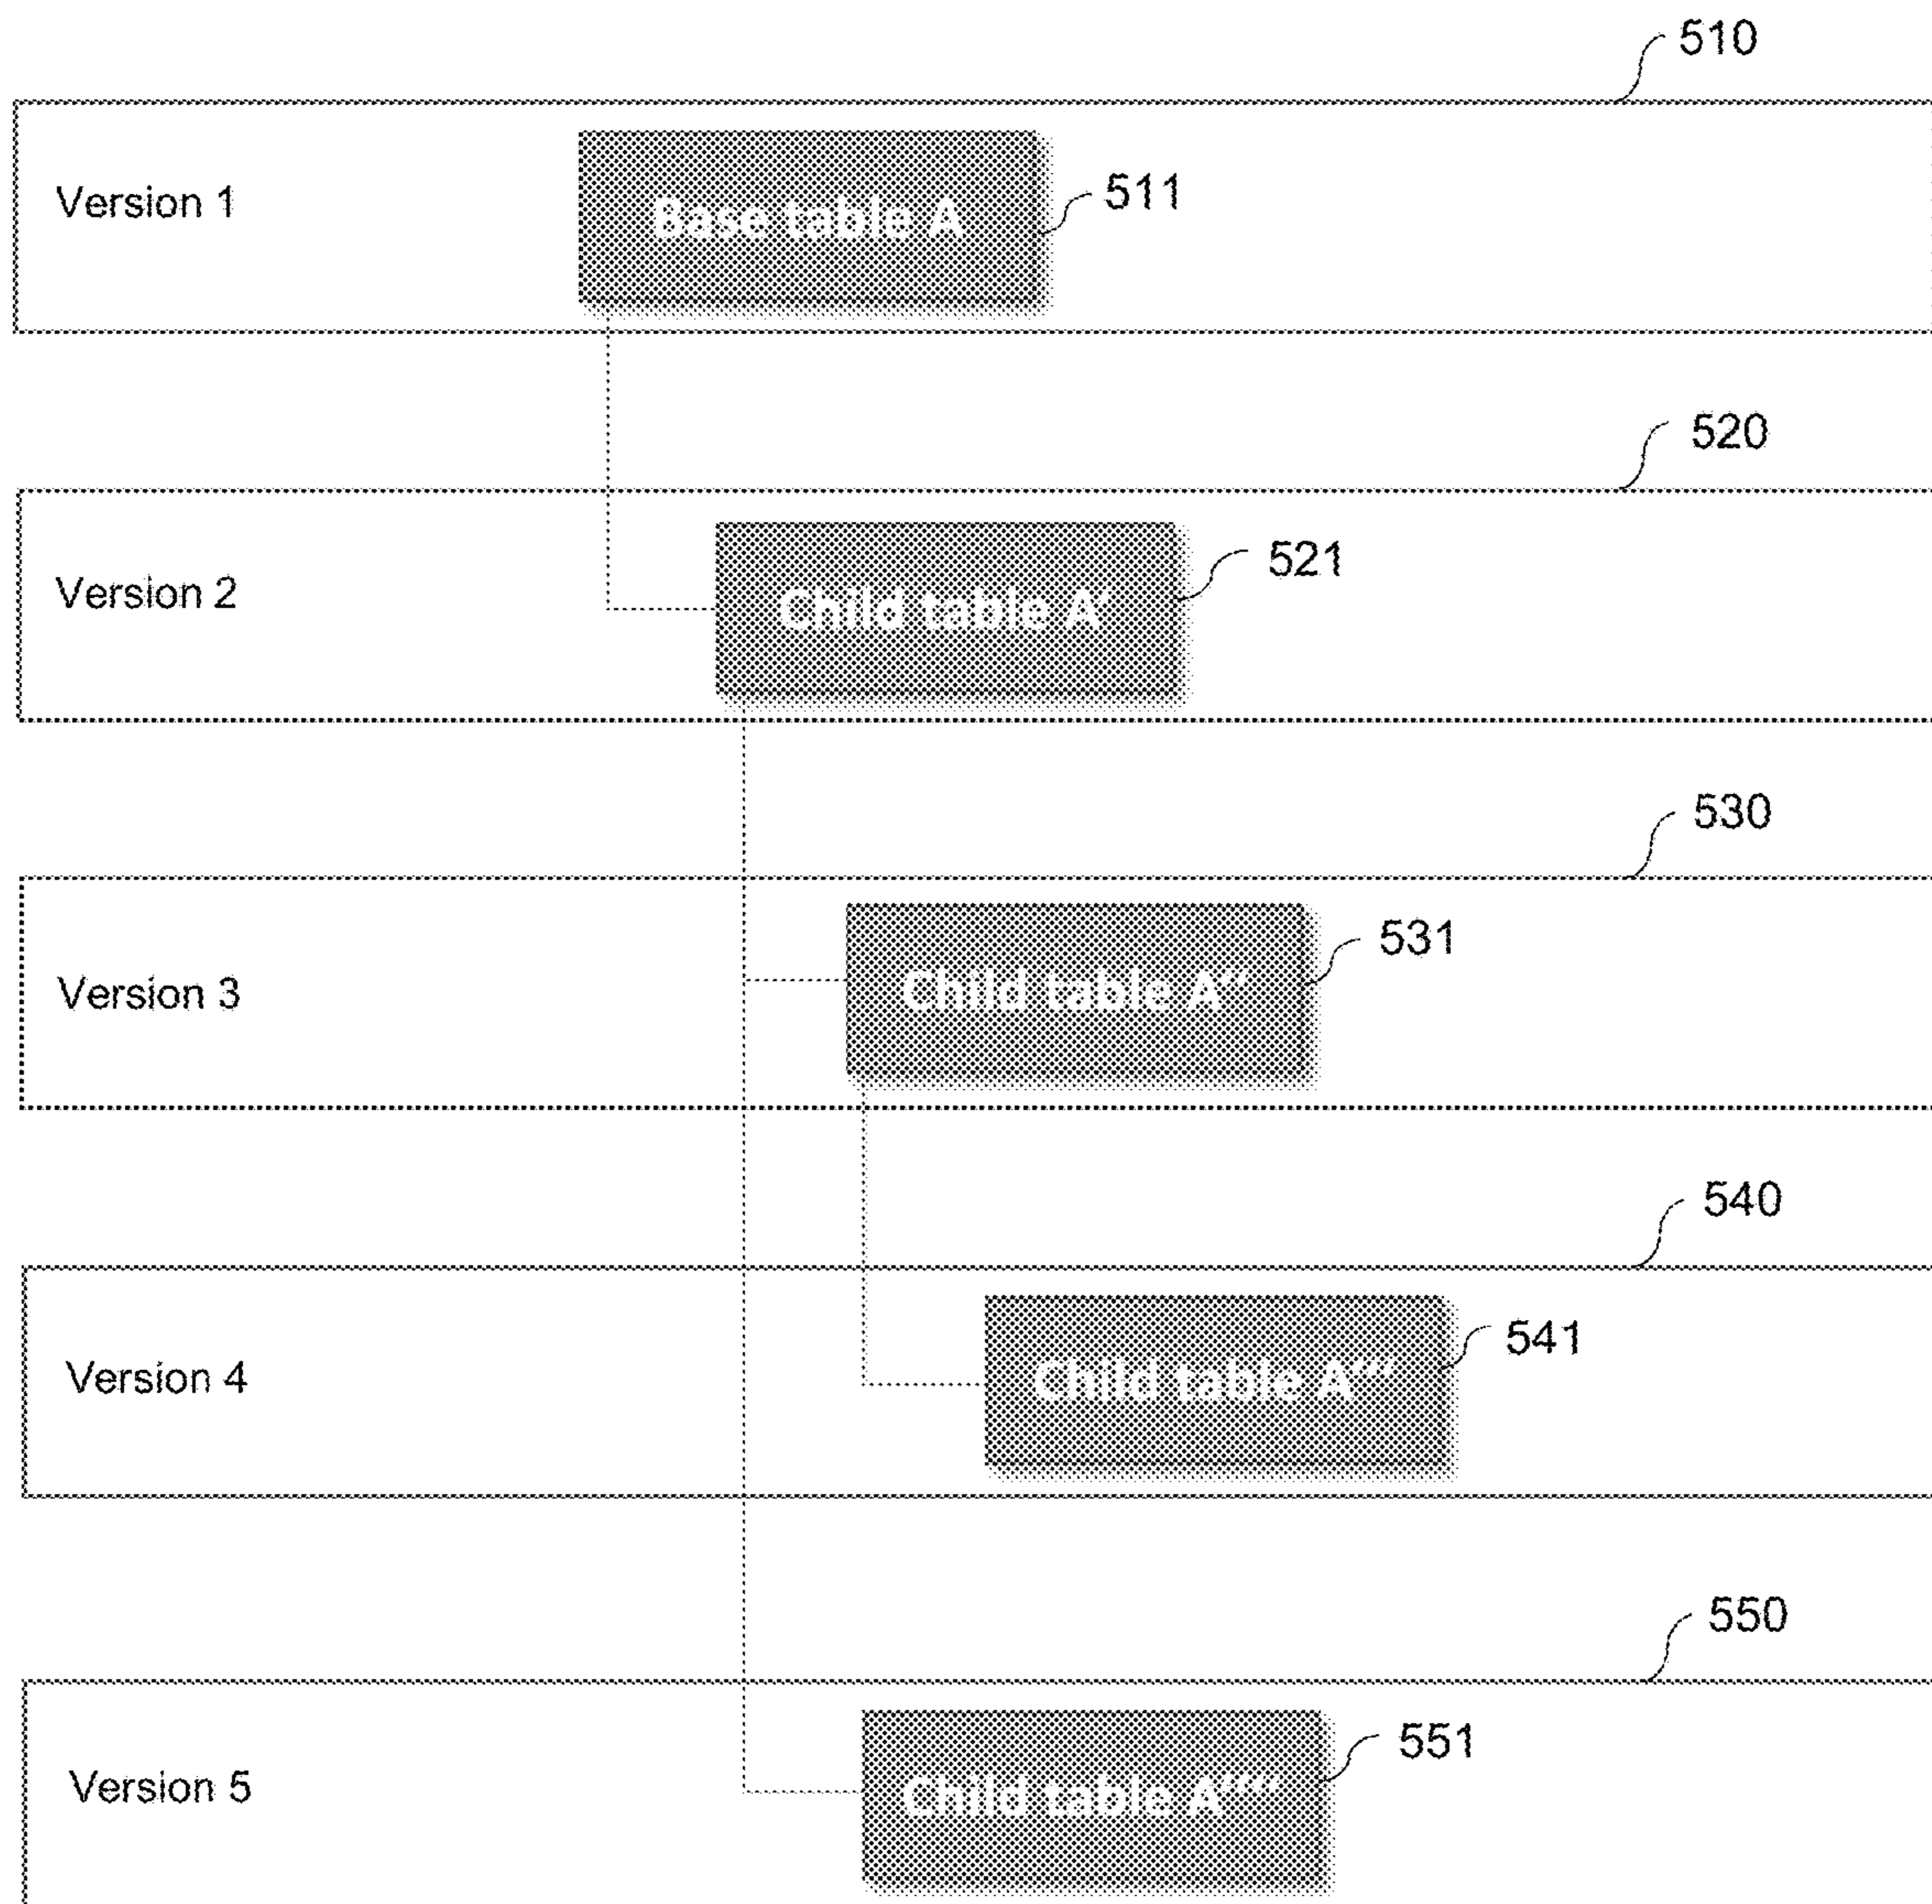 510
Version 1
Base table A
511
520
Version 2
Child table A'
521
530
Version 3
Child table A''
531
540
Version 4
Child table A'''
541
550
Version 5
Child table A''''
551